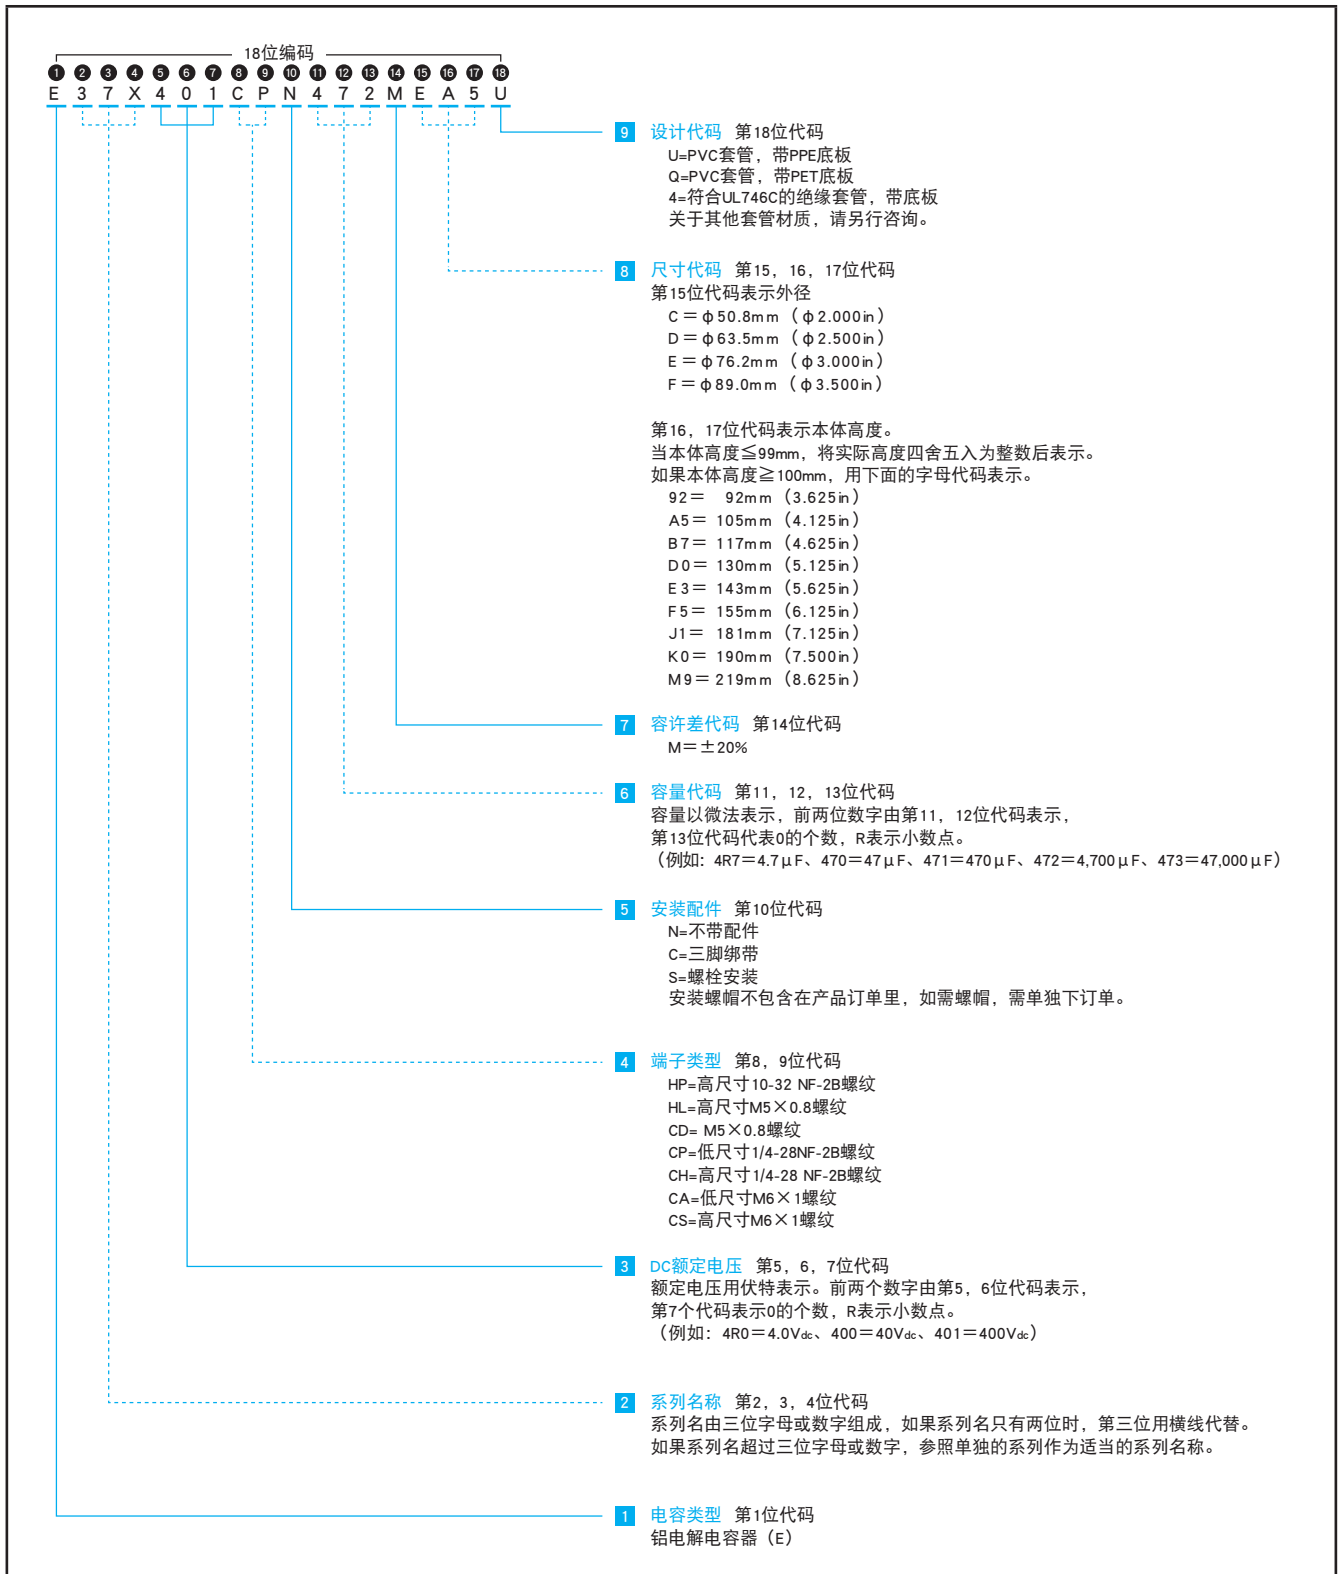 18位编码
❶ ❷ ❸ ❹ ❺ ❻ ❼ ❽ ❾ ❿ ⓫ ⓬ ⓭ ⓮ ⓯ ⓰ ⓱ ⓲
E 3 7 X 4 0 1 C P N 4 7 2 M E A 5 U
9 设计代码 第18位代码
U=PVC套管，带PPE底板
Q=PVC套管，带PET底板
4=符合UL746C的绝缘套管，带底板
关于其他套管材质，请另行咨询。
8 尺寸代码 第15，16，17位代码
第15位代码表示外径
C＝φ50.8mm（φ2.000in）
D＝φ63.5mm（φ2.500in）
E＝φ76.2mm（φ3.000in）
F＝φ89.0mm（φ3.500in）
第16，17位代码表示本体高度。
当本体高度≦99mm，将实际高度四舍五入为整数后表示。
如果本体高度≧100mm，用下面的字母代码表示。
92＝ 92mm（3.625in）
A5＝ 105mm（4.125in）
B7＝ 117mm（4.625in）
D0＝ 130mm（5.125in）
E3＝ 143mm（5.625in）
F5＝ 155mm（6.125in）
J1＝ 181mm（7.125in）
K0＝ 190mm（7.500in）
M9＝ 219mm（8.625in）
7 容许差代码 第14位代码
M＝±20%
6 容量代码 第11，12，13位代码
容量以微法表示，前两位数字由第11，12位代码表示，
第13位代码代表0的个数，R表示小数点。
（例如：4R7＝4.7μF、470＝47μF、471＝470μF、472＝4,700μF、473＝47,000μF）
5 安装配件 第10位代码
N=不带配件
C=三脚绑带
S=螺栓安装
安装螺帽不包含在产品订单里，如需螺帽，需单独下订单。
4 端子类型 第8，9位代码
HP=高尺寸10-32 NF-2B螺纹
HL=高尺寸M5×0.8螺纹
CD= M5×0.8螺纹
CP=低尺寸1/4-28NF-2B螺纹
CH=高尺寸1/4-28 NF-2B螺纹
CA=低尺寸M6×1螺纹
CS=高尺寸M6×1螺纹
3 DC额定电压 第5，6，7位代码
额定电压用伏特表示。前两个数字由第5，6位代码表示，
第7个代码表示0的个数，R表示小数点。
（例如：4R0＝4.0Vdc、400＝40Vdc、401＝400Vdc）
2 系列名称 第2，3，4位代码
系列名由三位字母或数字组成，如果系列名只有两位时，第三位用横线代替。
如果系列名超过三位字母或数字，参照单独的系列作为适当的系列名称。
1 电容类型 第1位代码
铝电解电容器（E）